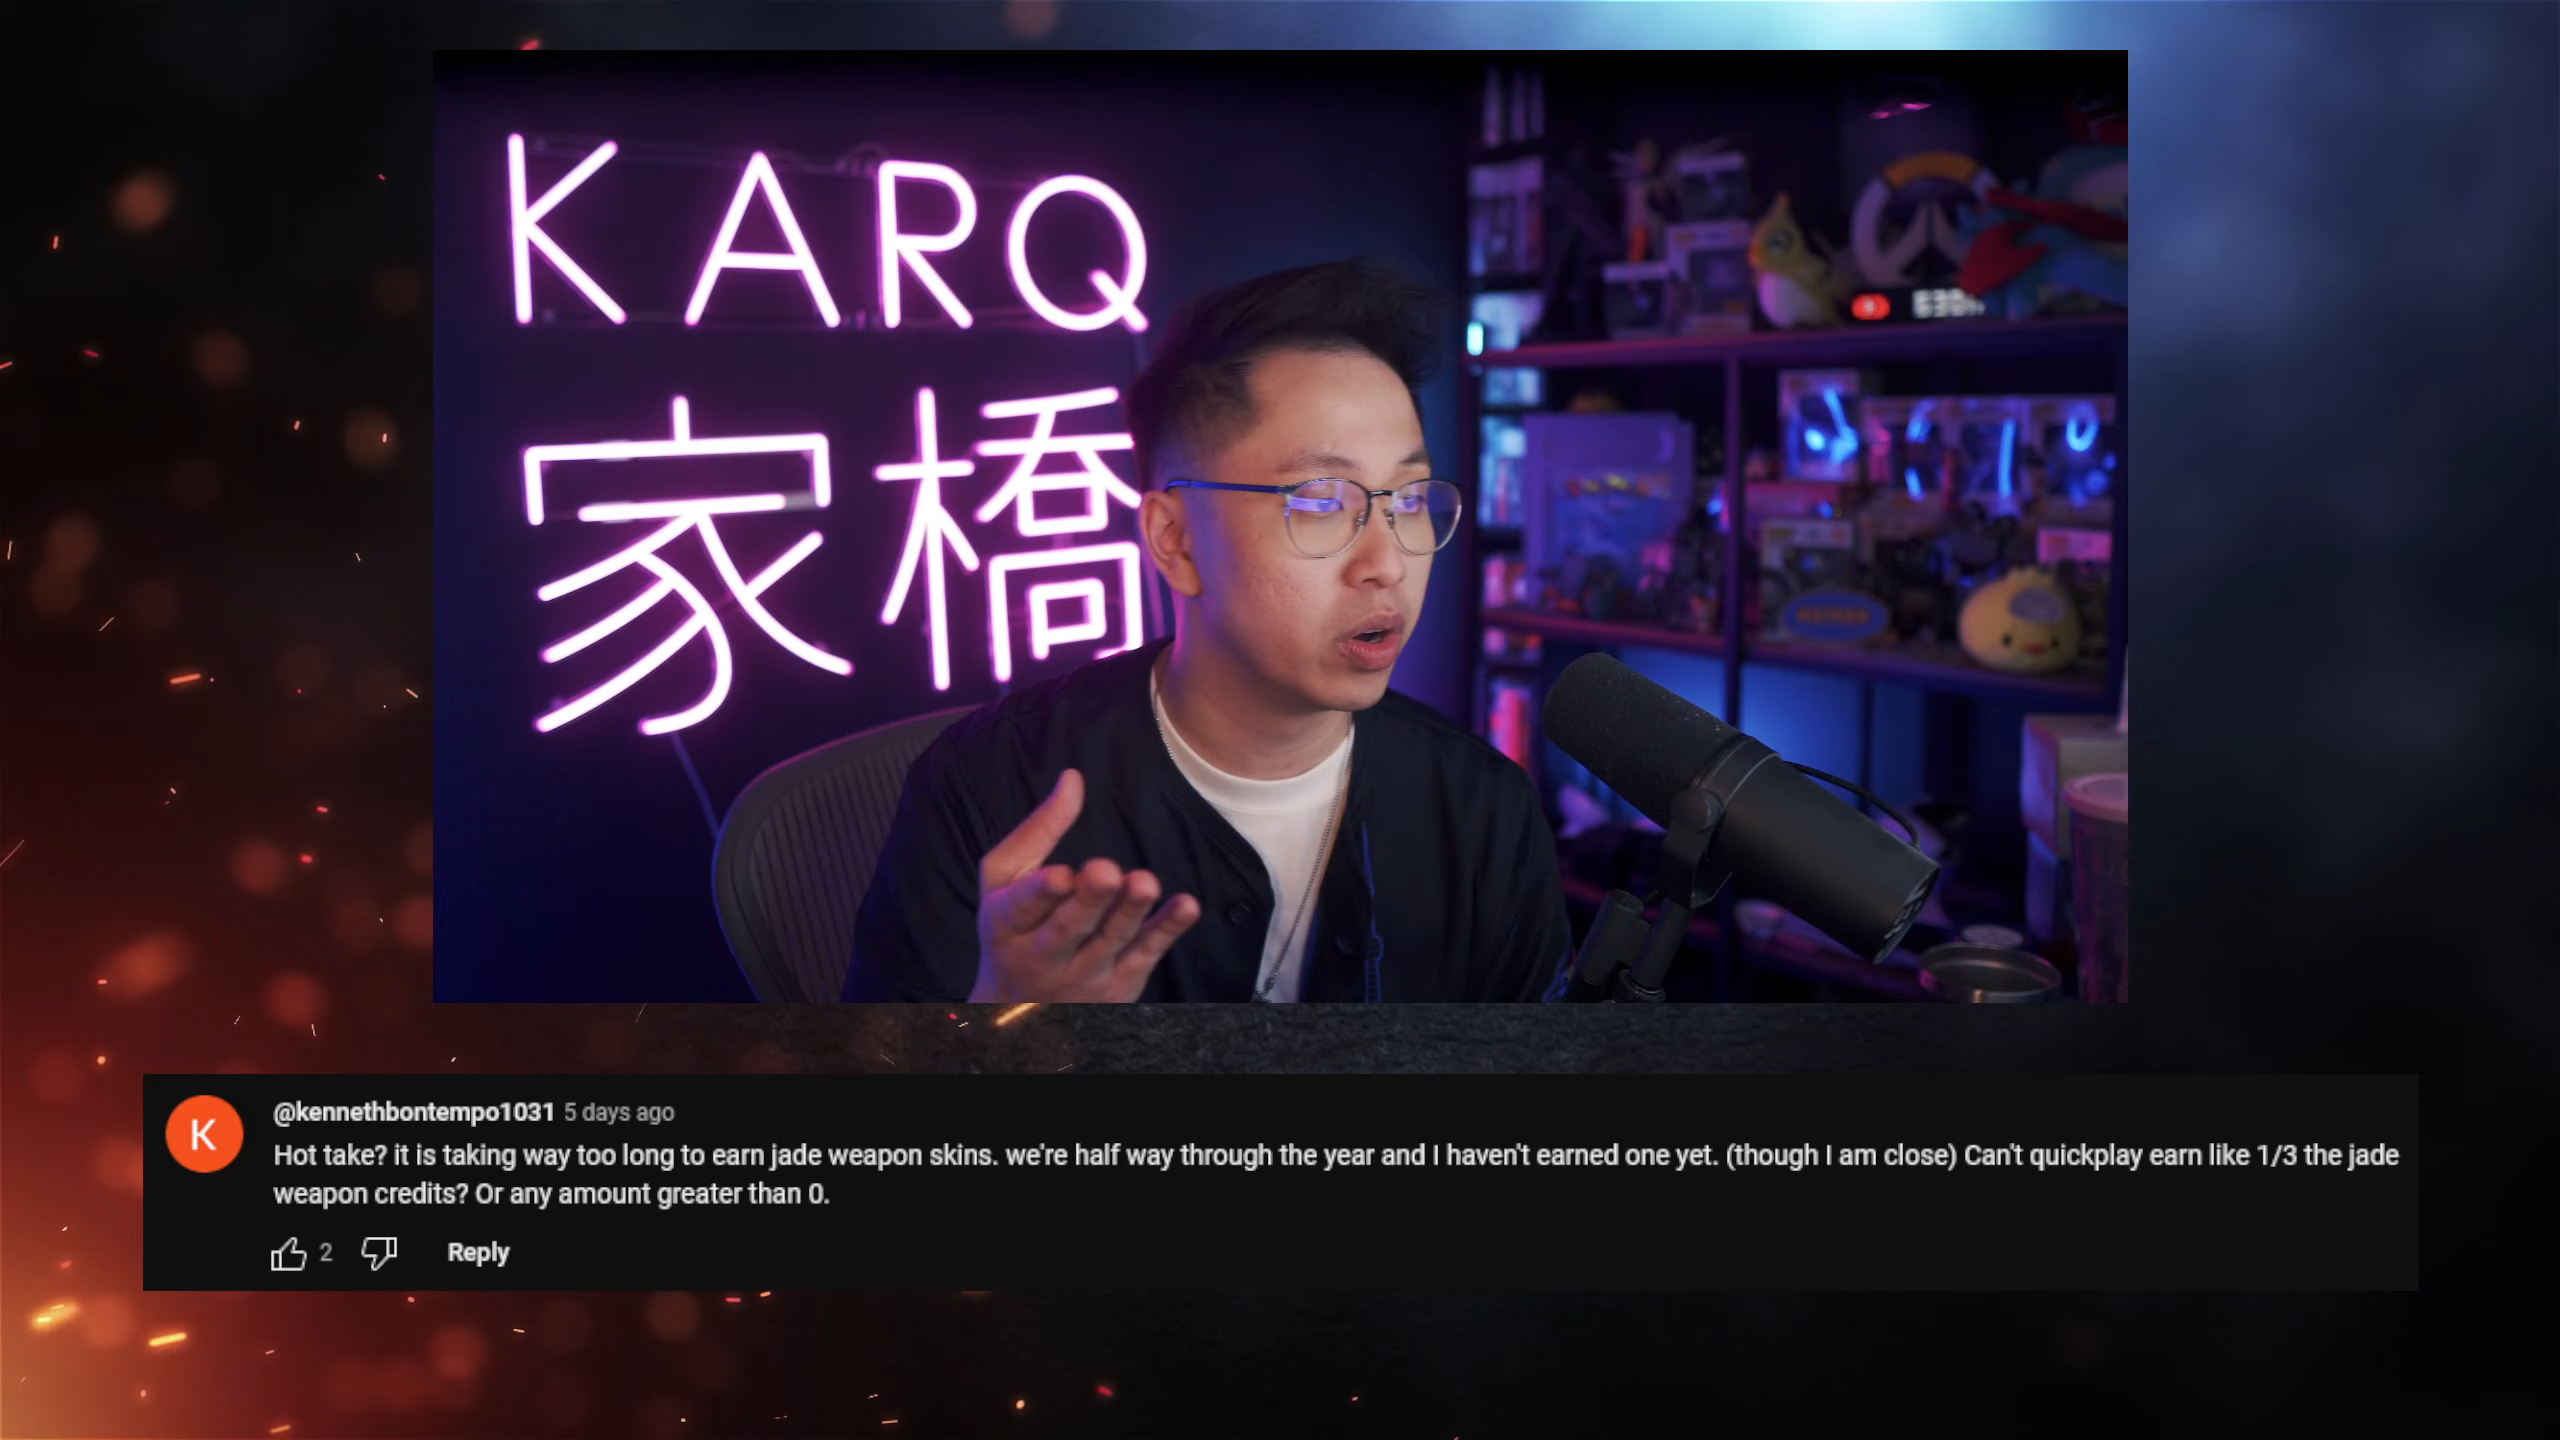 KARQ
家橋
K
@kennethbontempo1031 5 days ago
Hot take? it is taking way too long to earn jade weapon skins. we're half way through the year and I haven't earned one yet. (though I am close) Can't quickplay earn like 1/3 the jade
weapon credits? Or any amount greater than 0.
2
Reply